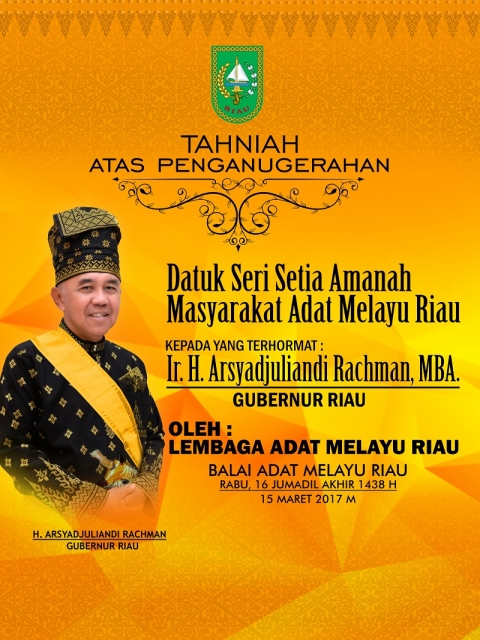 RIAU
TAHNIAH
ATAS PENGANUGERAHAN
Datuk Seri Setia Amanah
Masyarakat Adat Melayu Riau
KEPADA YANG TERHORMAT :
Ir. H. Arsyadjuliandi Rachman, MBA.
GUBERNUR RIAU
OLEH :
LEMBAGA ADAT MELAYU RIAU
BALAI ADAT MELAYU RIAU
RABU, 16 JUMADIL AKHIR 1438 H
15 MARET 2017 M
H. ARSYADJULIANDI RACHMAN
GUBERNUR RIAU